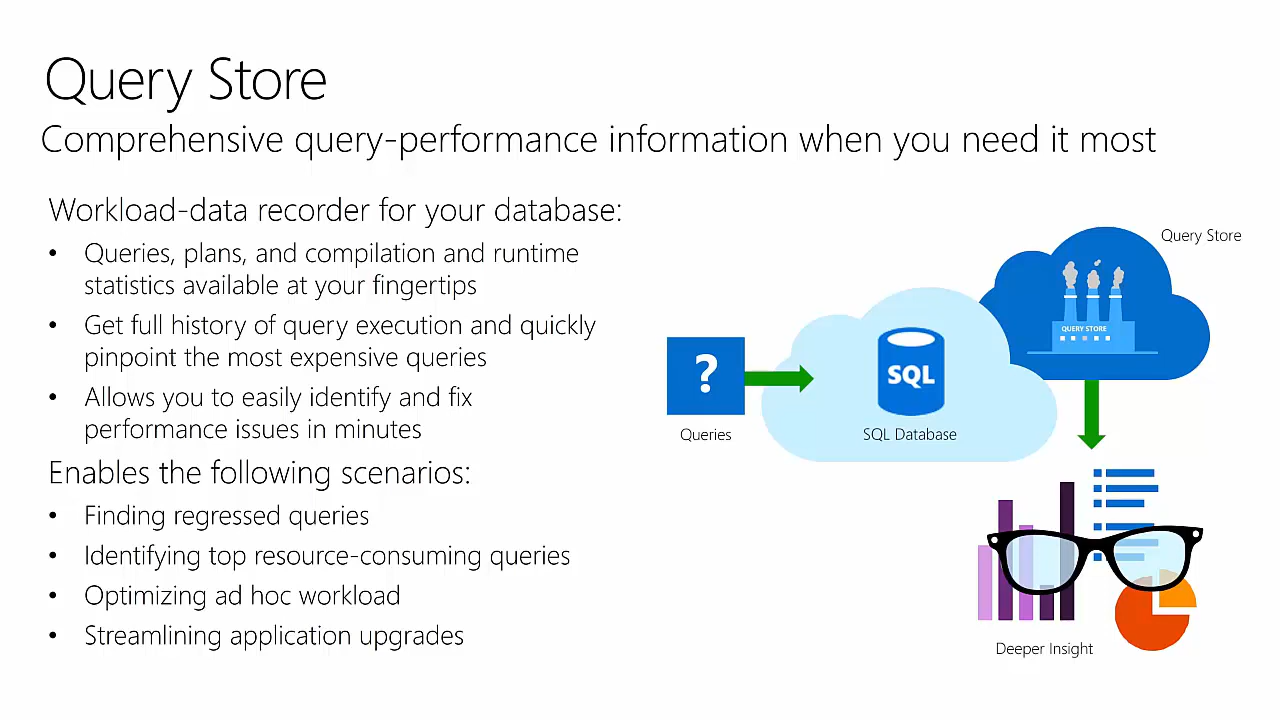 Query Store
Comprehensive query-performance information when you need it most
Workload-data recorder for your database:
• Queries, plans, and compilation and runtime
statistics available at your fingertips
• Get full history of query execution and quickly
pinpoint the most expensive queries
• Allows you to easily identify and fix
performance issues in minutes
Enables the following scenarios:
• Finding regressed queries
• Identifying top resource-consuming queries
• Optimizing ad hoc workload
• Streamlining application upgrades
Query Store
QUERY STORE
?
SQL
Queries
SQL Database
Deeper Insight